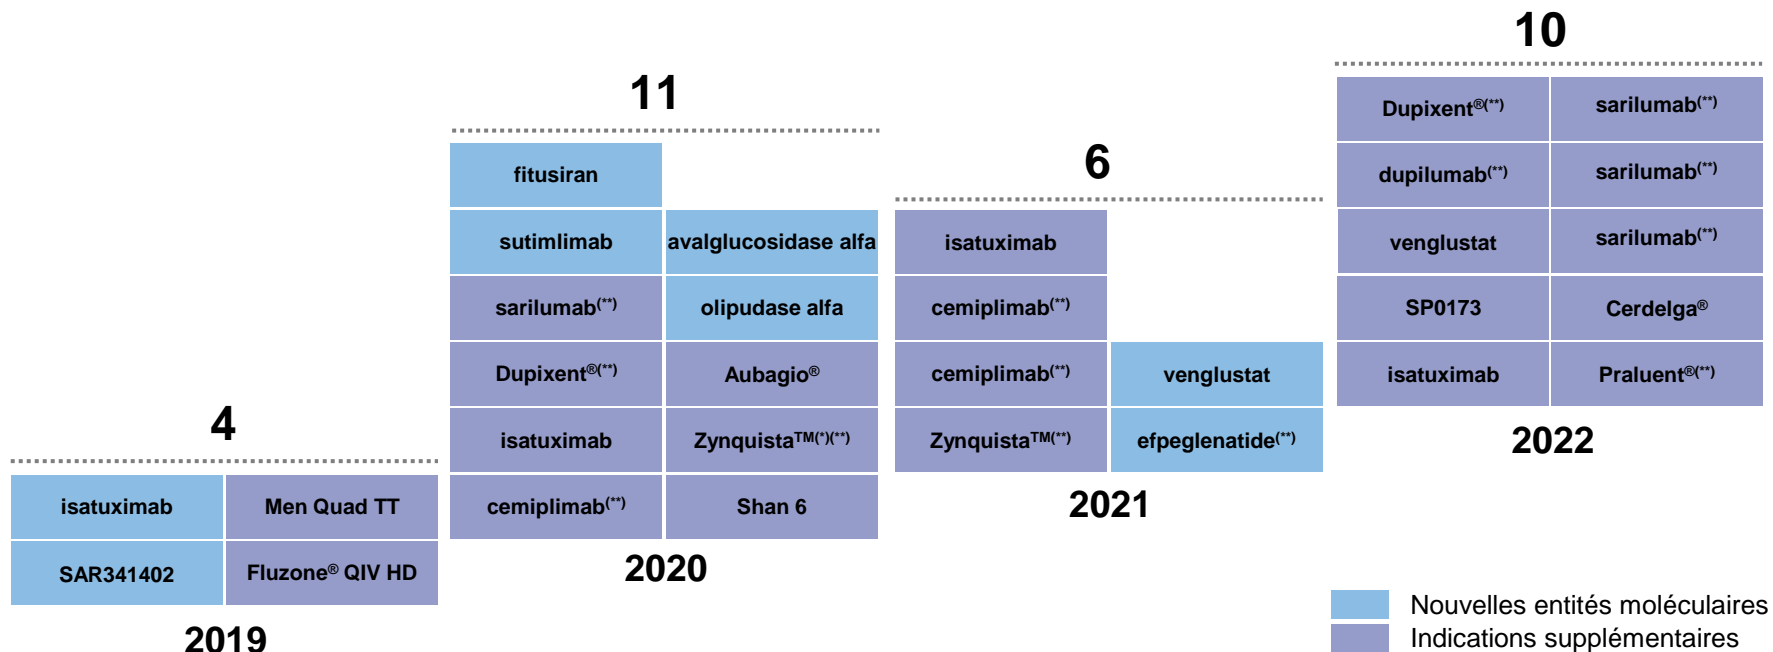 4
isatuximab
Men Quad TT
SAR341402
Fluzone® QIV HD
2019
11
fitusiran
sutimlimab
avalglucosidase alfa
sarilumab(**)
olipudase alfa
Dupixent®(**)
Aubagio®
isatuximab
Zynquista™(*)(**)
cemiplimab(**)
Shan 6
2020
6
isatuximab
cemiplimab(**)
cemiplimab(**)
venglustat
Zynquista™(**)
efpeglenatide(**)
2021
10
Dupixent®(**)
sarilumab(**)
dupilumab(**)
sarilumab(**)
venglustat
sarilumab(**)
SP0173
Cerdelga®
isatuximab
Praluent®(**)
2022
Nouvelles entités moléculaires
Indications supplémentaires